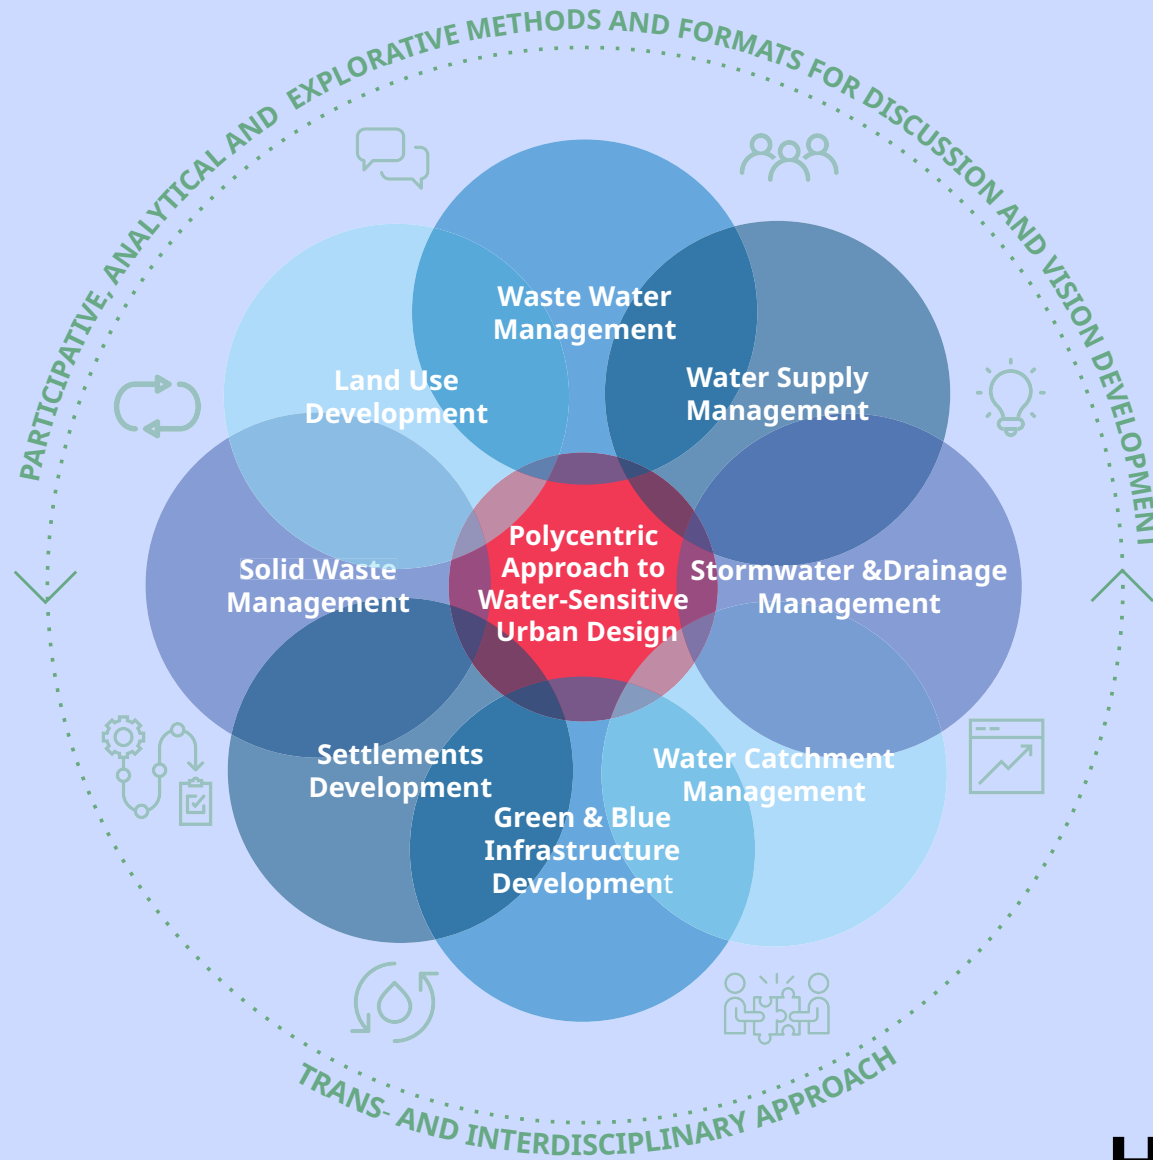 PARTICIPATIVE, ANALYTICAL AND EXPLORATIVE METHODS AND FORMATS FOR DISCUSSION AND VISION DEVELOPMENT
Waste Water
Management
Land Use
Development
Water Supply
Management
Polycentric
Approach to
Water-Sensitive
Urban Design
Solid Waste
Management
Stormwater &Drainage
Management
Settlements
Development
Water Catchment
Management
Green & Blue
Infrastructure
Development
TRANS- AND INTERDISCIPLINARY APPROACH